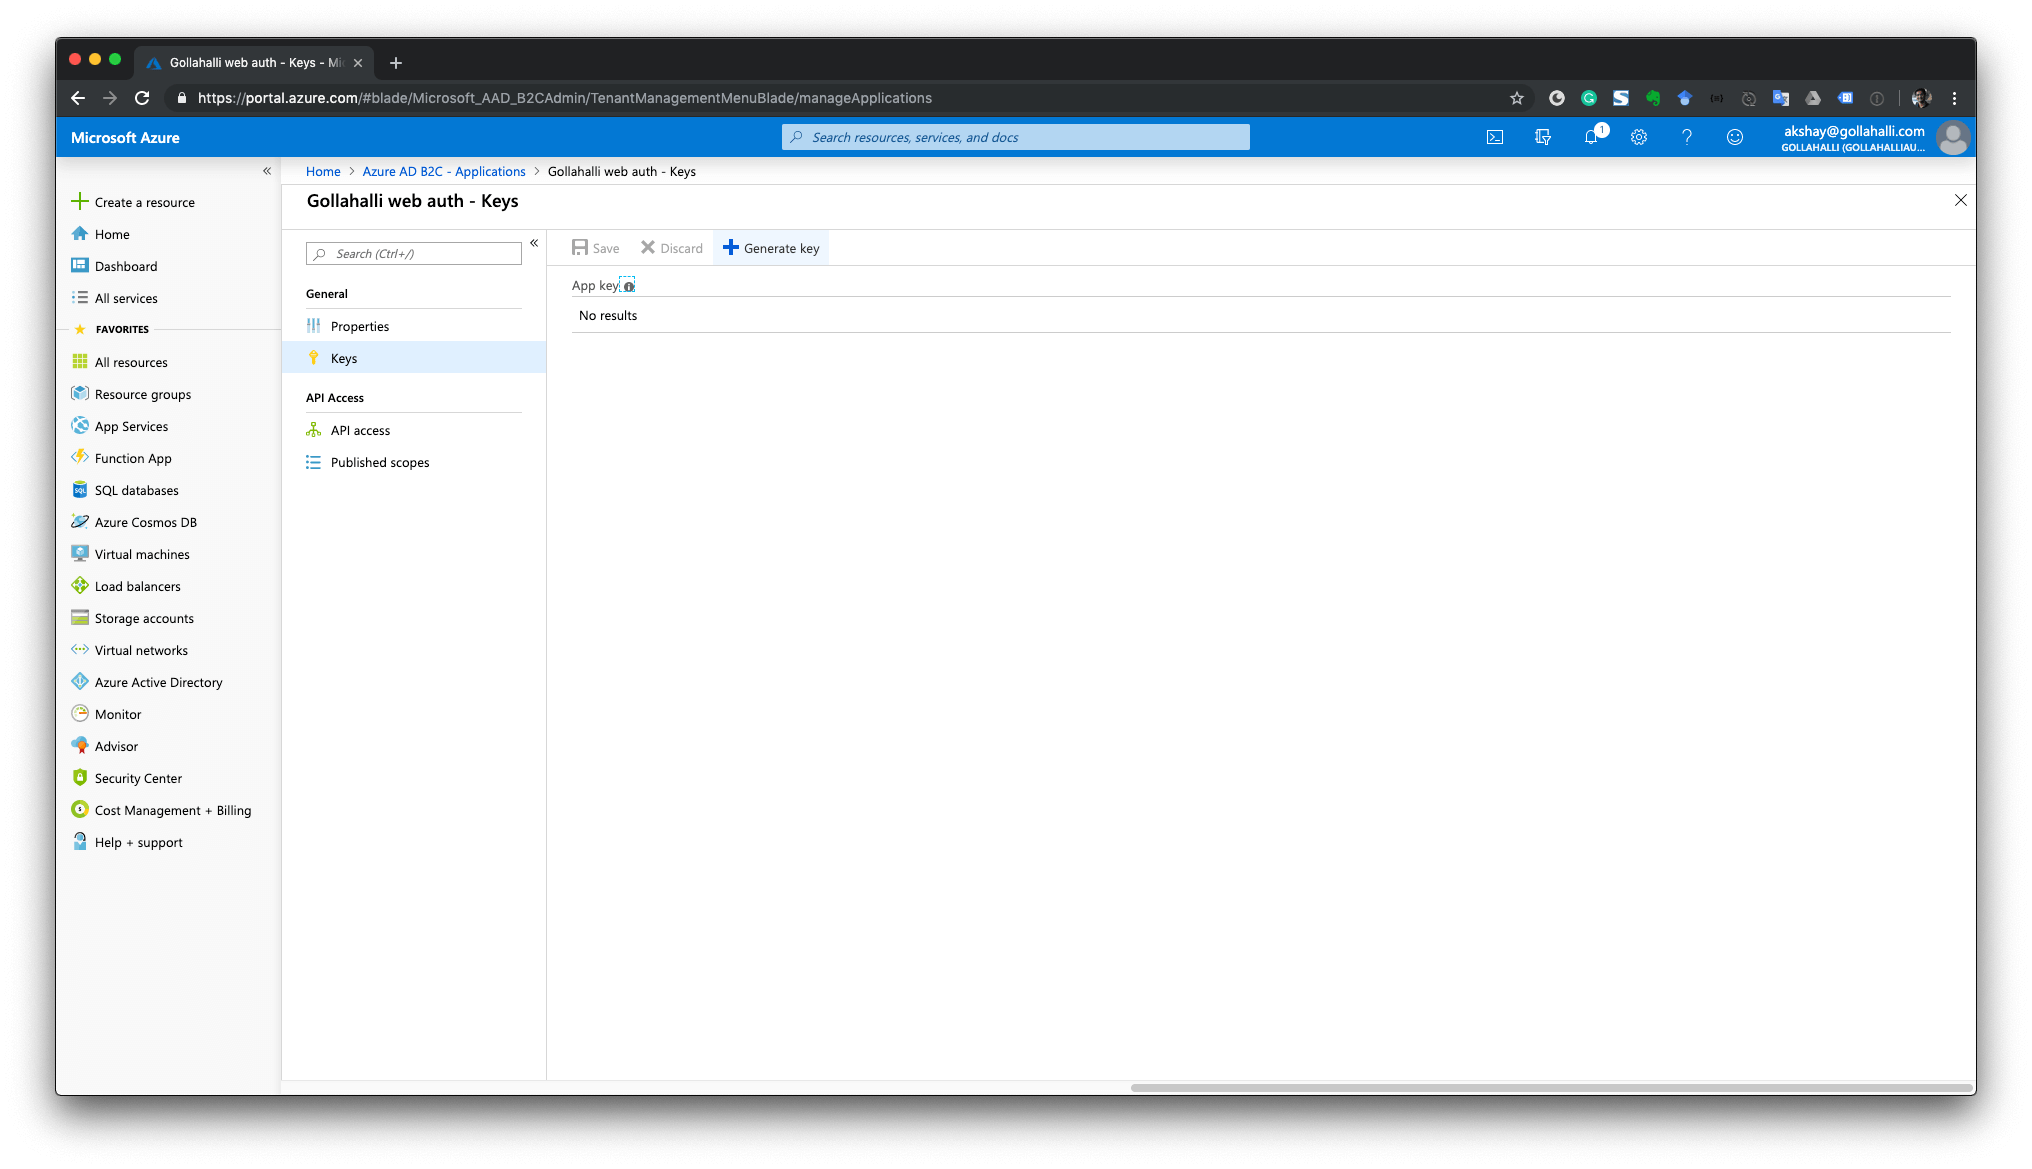 Gollahalli web auth - Keys - Mi
https://portal.azure.com/#blade/Microsoft_AAD_B2CAdmin/TenantManagementMenuBlade/manageApplications
Microsoft Azure
Search resources, services, and docs
1
akshay@gollahalli.com
GOLLAHALLI (GOLLAHALLIAU...
Home > Azure AD B2C - Applications > Gollahalli web auth - Keys
Gollahalli web auth - Keys
Create a resource
Home
Dashboard
All services
FAVORITES
All resources
Resource groups
App Services
Function App
SQL databases
Azure Cosmos DB
Virtual machines
Load balancers
Storage accounts
Virtual networks
Azure Active Directory
Monitor
Advisor
Security Center
Cost Management + Billing
Help + support
Search (Ctrl+/)
General
Properties
Keys
API Access
API access
Published scopes
Save Discard Generate key
App key
No results